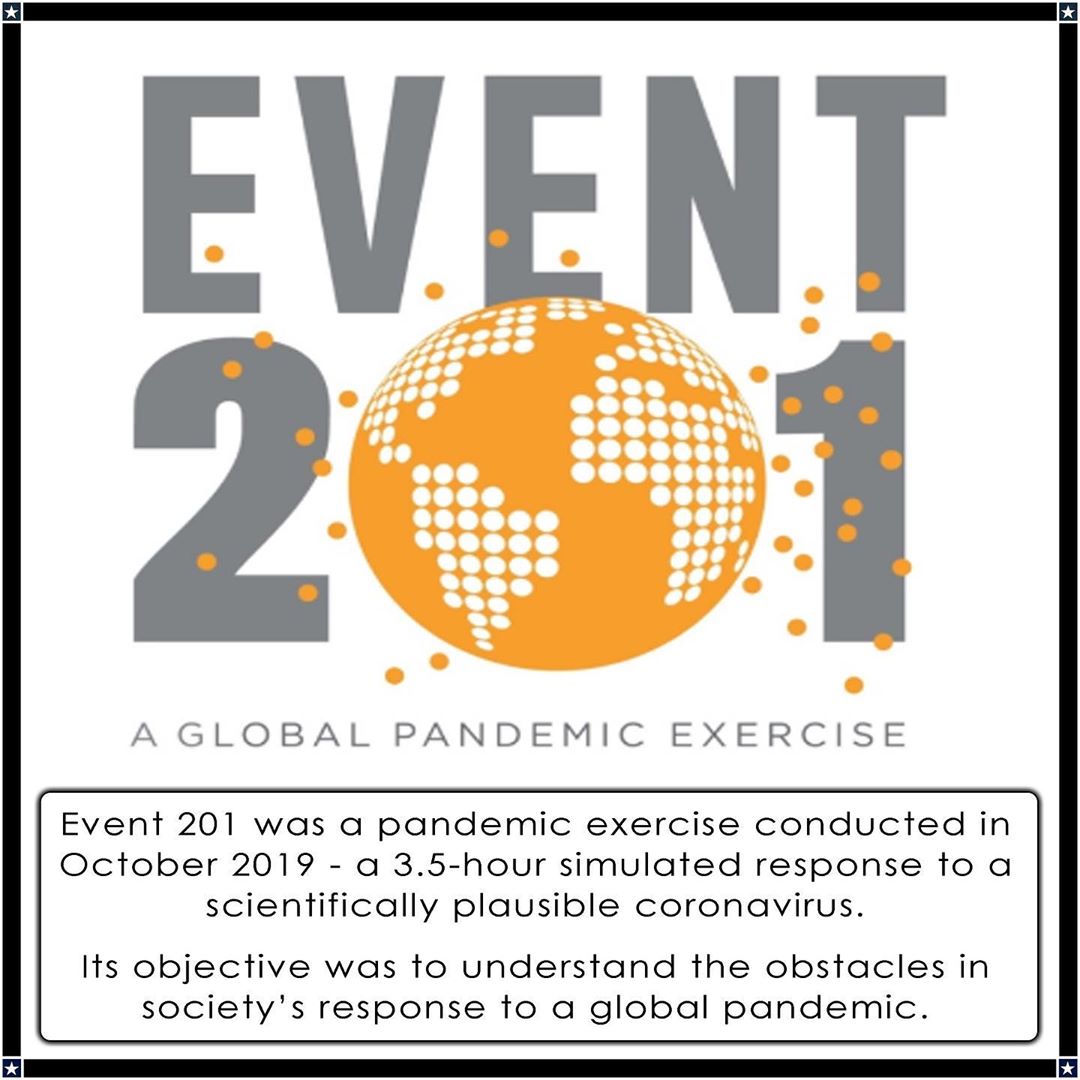 EVENT
201
A GLOBAL PANDEMIC EXERCISE
Event 201 was a pandemic exercise conducted in
October 2019 - a 3.5-hour simulated response to a
scientifically plausible coronavirus.
Its objective was to understand the obstacles in
society's response to a global pandemic.